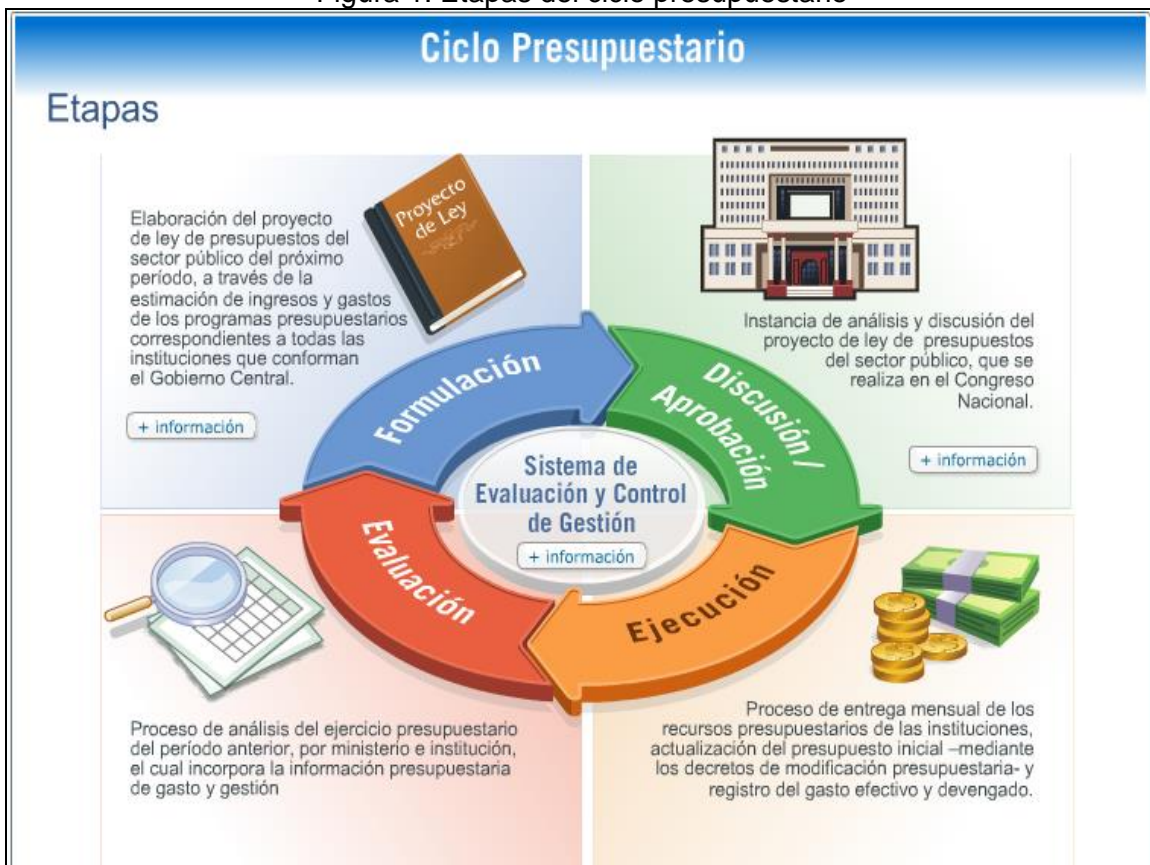 Figura 1. Etapas del ciclo presupuestario
Ciclo Presupuestario
Etapas
Proyecto
de Ley
Elaboración del proyecto
de ley de presupuestos del
sector público del próximo
período, a través de la
estimación de ingresos y gastos
de los programas presupuestarios
correspondientes a todas las
instituciones que conforman
el Gobierno Central.
+ información
Instancia de análisis y discusión del
proyecto de ley de presupuestos
del sector público, que se
realiza en el Congreso
Nacional.
+ información
Formulación
Discusión /
Aprobación
Sistema de
Evaluación y Control
de Gestión
+ información
Evaluación
Ejecución
Proceso de análisis del ejercicio presupuestario
del período anterior, por ministerio e institución,
el cual incorpora la información presupuestaria
de gasto y gestión
Proceso de entrega mensual de los
recursos presupuestarios de las instituciones,
actualización del presupuesto inicial –mediante
los decretos de modificación presupuestaria- y
registro del gasto efectivo y devengado.